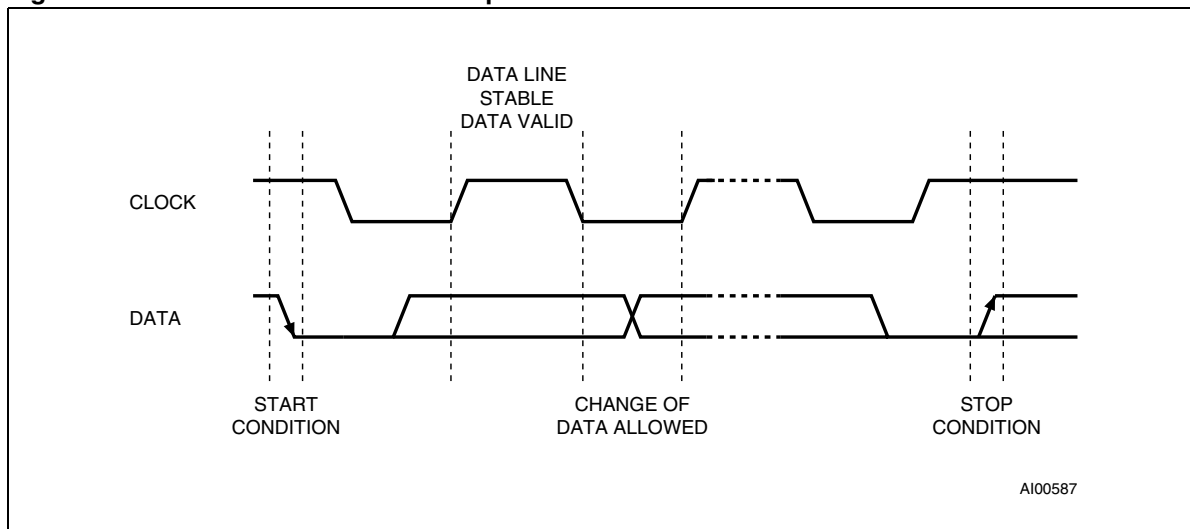 DATA LINE
STABLE
DATA VALID
CLOCK
DATA
START
CONDITION
CHANGE OF
DATA ALLOWED
STOP
CONDITION
AI00587